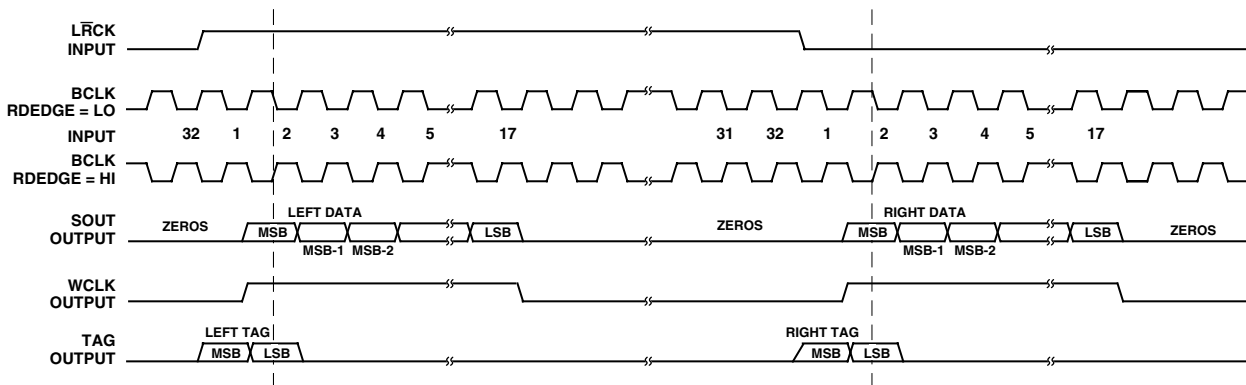 LR̅CK
INPUT
BCLK
RDEDGE = LO
INPUT 32 1 2 3 4 5 17 31 32 1 2 3 4 5 17
BCLK
RDEDGE = HI
SOUT
OUTPUT
ZEROS LEFT DATA ZEROS RIGHT DATA ZEROS
MSB LSB MSB LSB
MSB-1 MSB-2 MSB-1 MSB-2
WCLK
OUTPUT
TAG
OUTPUT
LEFT TAG RIGHT TAG
MSB LSB MSB LSB